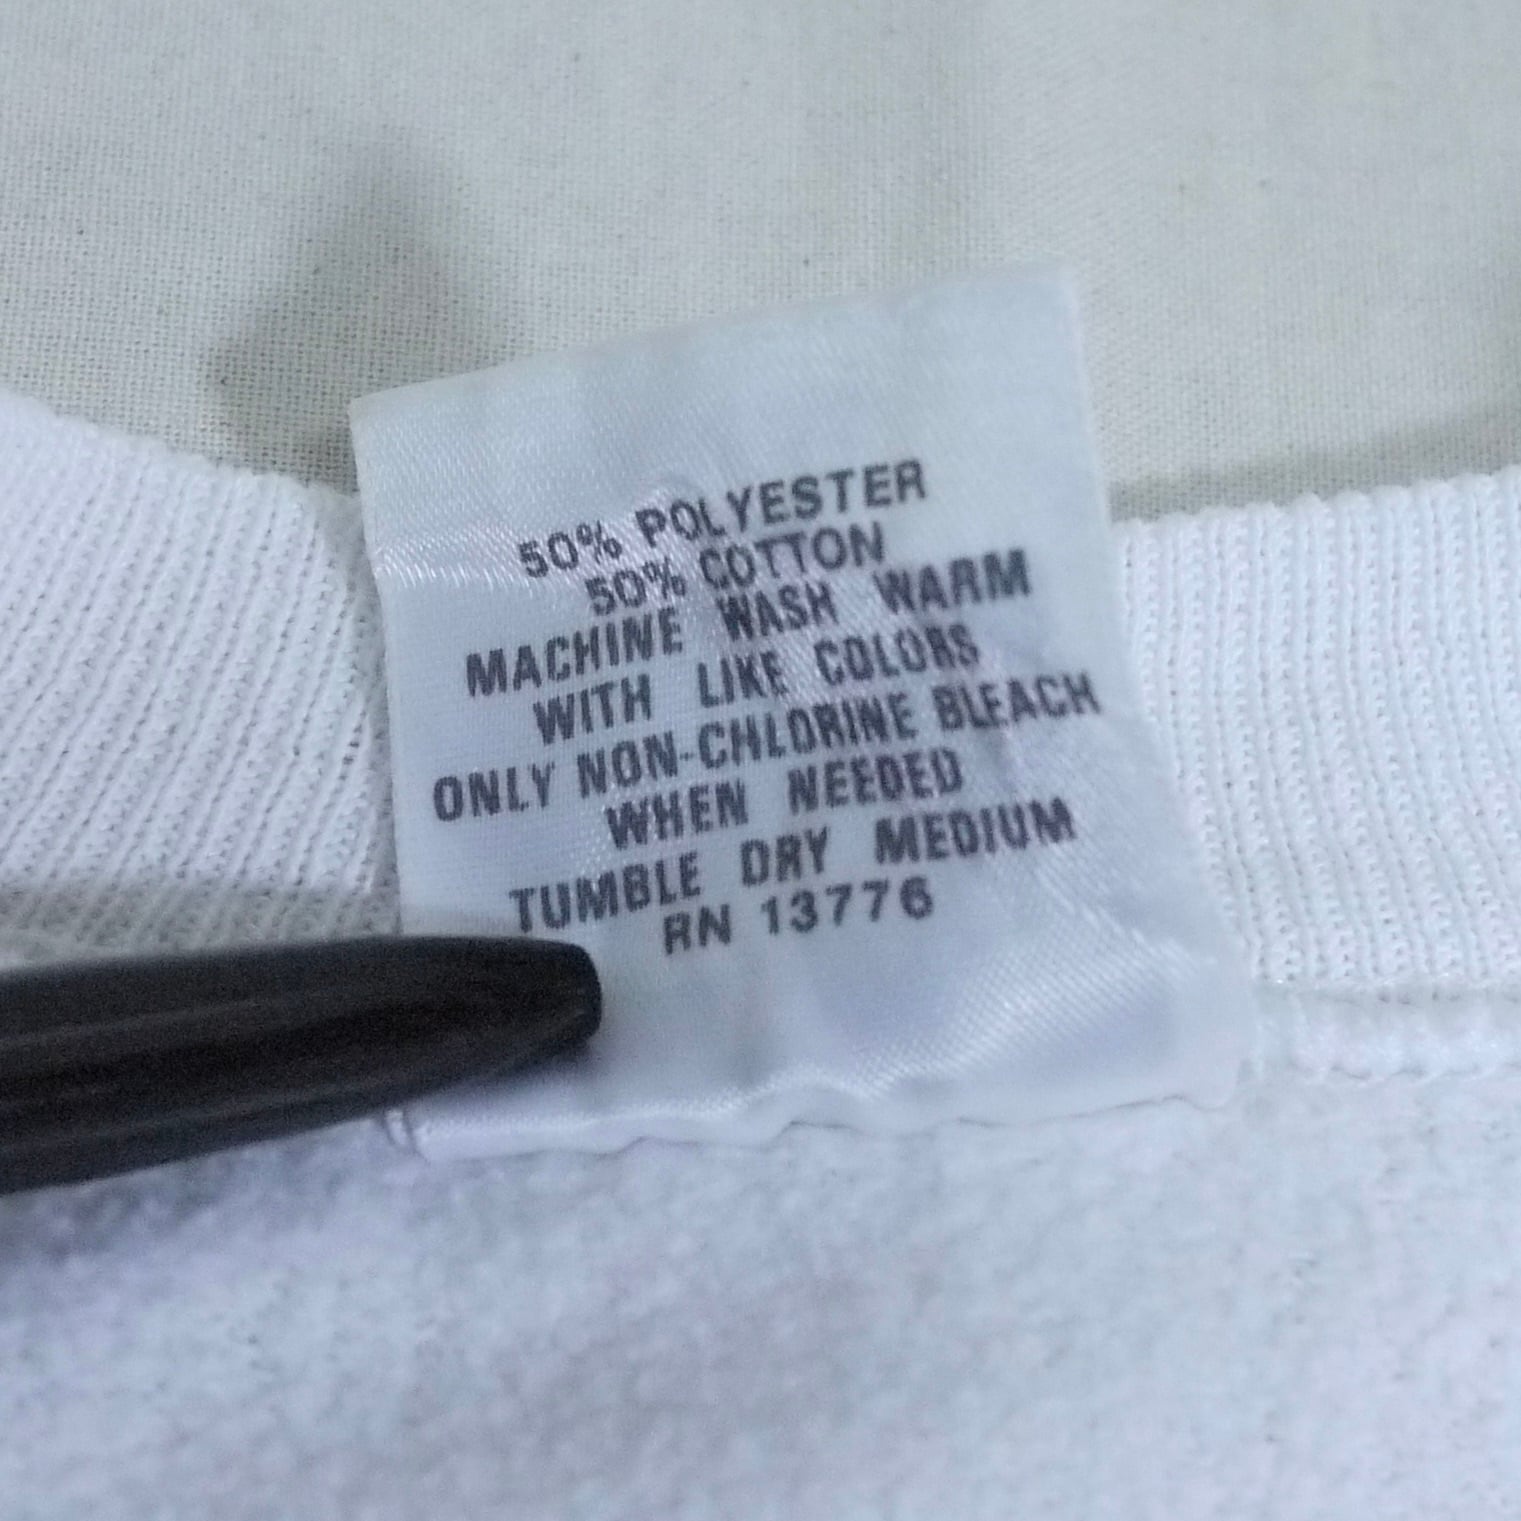 50% POLYESTER
50% COTTON
MACHINE WASH WARM
WITH LIKE COLORS
ONLY NON-CHLORINE BLEACH
WHEN NEEDED
TUMBLE DRY MEDIUM
RN 13776